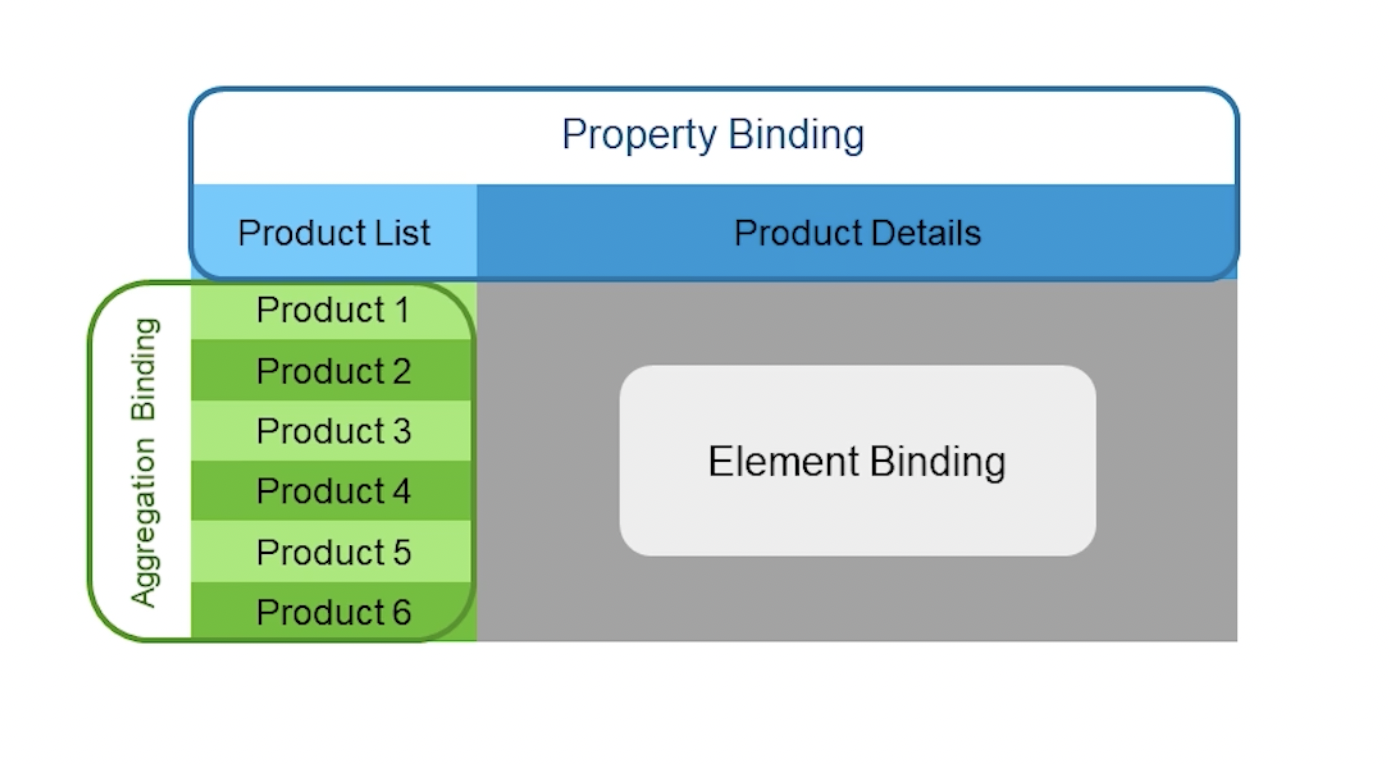 Property Binding
Product List
Product Details
Aggregation Binding
Product 1
Product 2
Product 3
Product 4
Product 5
Product 6
Element Binding